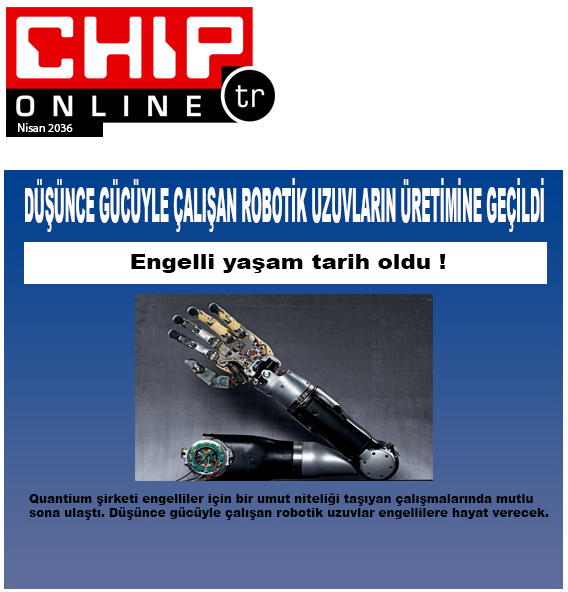 CHIP
ONLINE tr
Nisan 2036
DÜŞÜNCE GÜCÜYLE ÇALIŞAN ROBOTİK UZUVLARIN ÜRETİMİNE GEÇİLDİ
Engelli yaşam tarih oldu !
Quantium şirketi engelliler için bir umut niteliği taşıyan çalışmalarında mutlu
sona ulaştı. Düşünce gücüyle çalışan robotik uzuvlar engellilere hayat verecek.